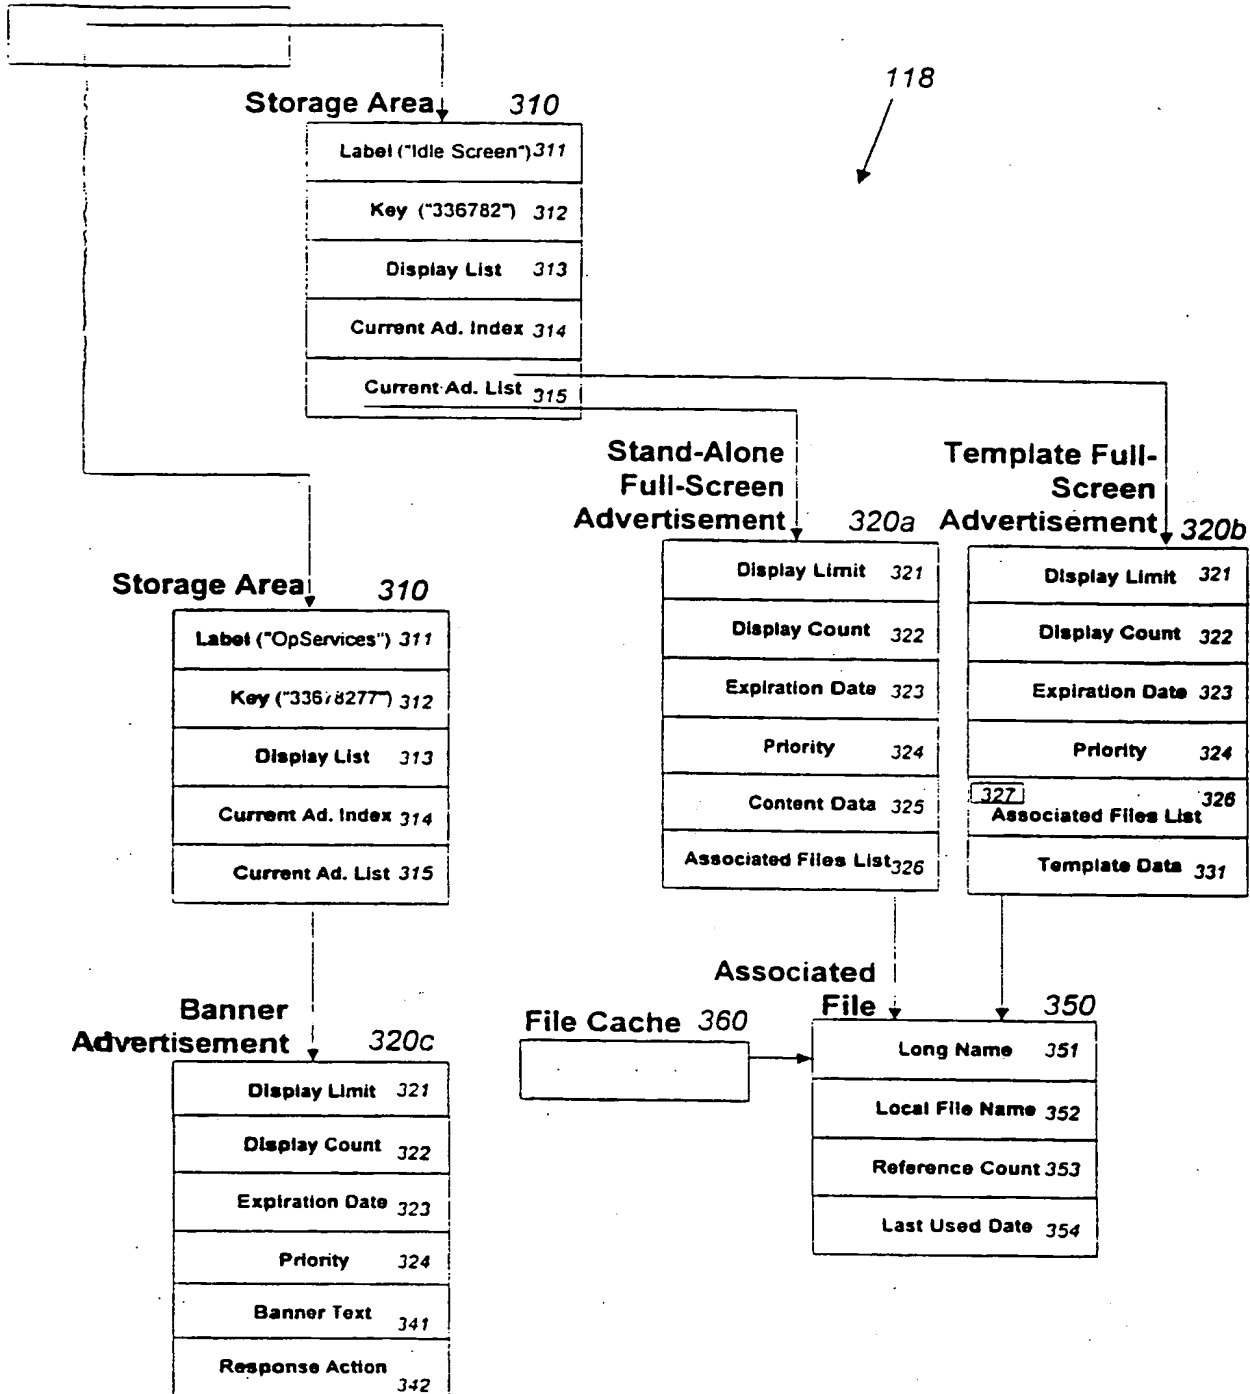 118
Storage Area 310
Label ("Idle Screen") 311
Key ("336782") 312
Display List 313
Current Ad. Index 314
Current Ad. List 315
Stand-Alone
Full-Screen
Advertisement 320a
Display Limit 321
Display Count 322
Expiration Date 323
Priority 324
Content Data 325
Associated Files List 326
Template Full-
Screen
Advertisement 320b
Display Limit 321
Display Count 322
Expiration Date 323
Priority 324
327 326
Associated Files List
Template Data 331
Storage Area 310
Label ("OpServices") 311
Key ("33678277") 312
Display List 313
Current Ad. Index 314
Current Ad. List 315
Banner
Advertisement 320c
Display Limit 321
Display Count 322
Expiration Date 323
Priority 324
Banner Text 341
Response Action
342
File Cache 360
Associated
File 350
Long Name 351
Local File Name 352
Reference Count 353
Last Used Date 354